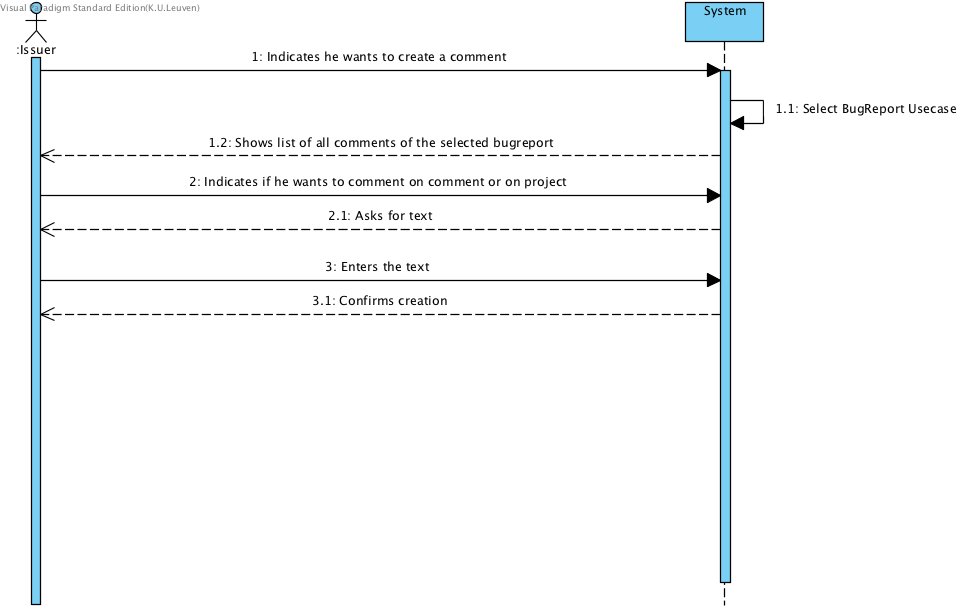 Visual Paradigm Standard Edition(K.U.Leuven)
System
:Issuer
1: Indicates he wants to create a comment
1.1: Select BugReport Usecase
1.2: Shows list of all comments of the selected bugreport
2: Indicates if he wants to comment on comment or on project
2.1: Asks for text
3: Enters the text
3.1: Confirms creation